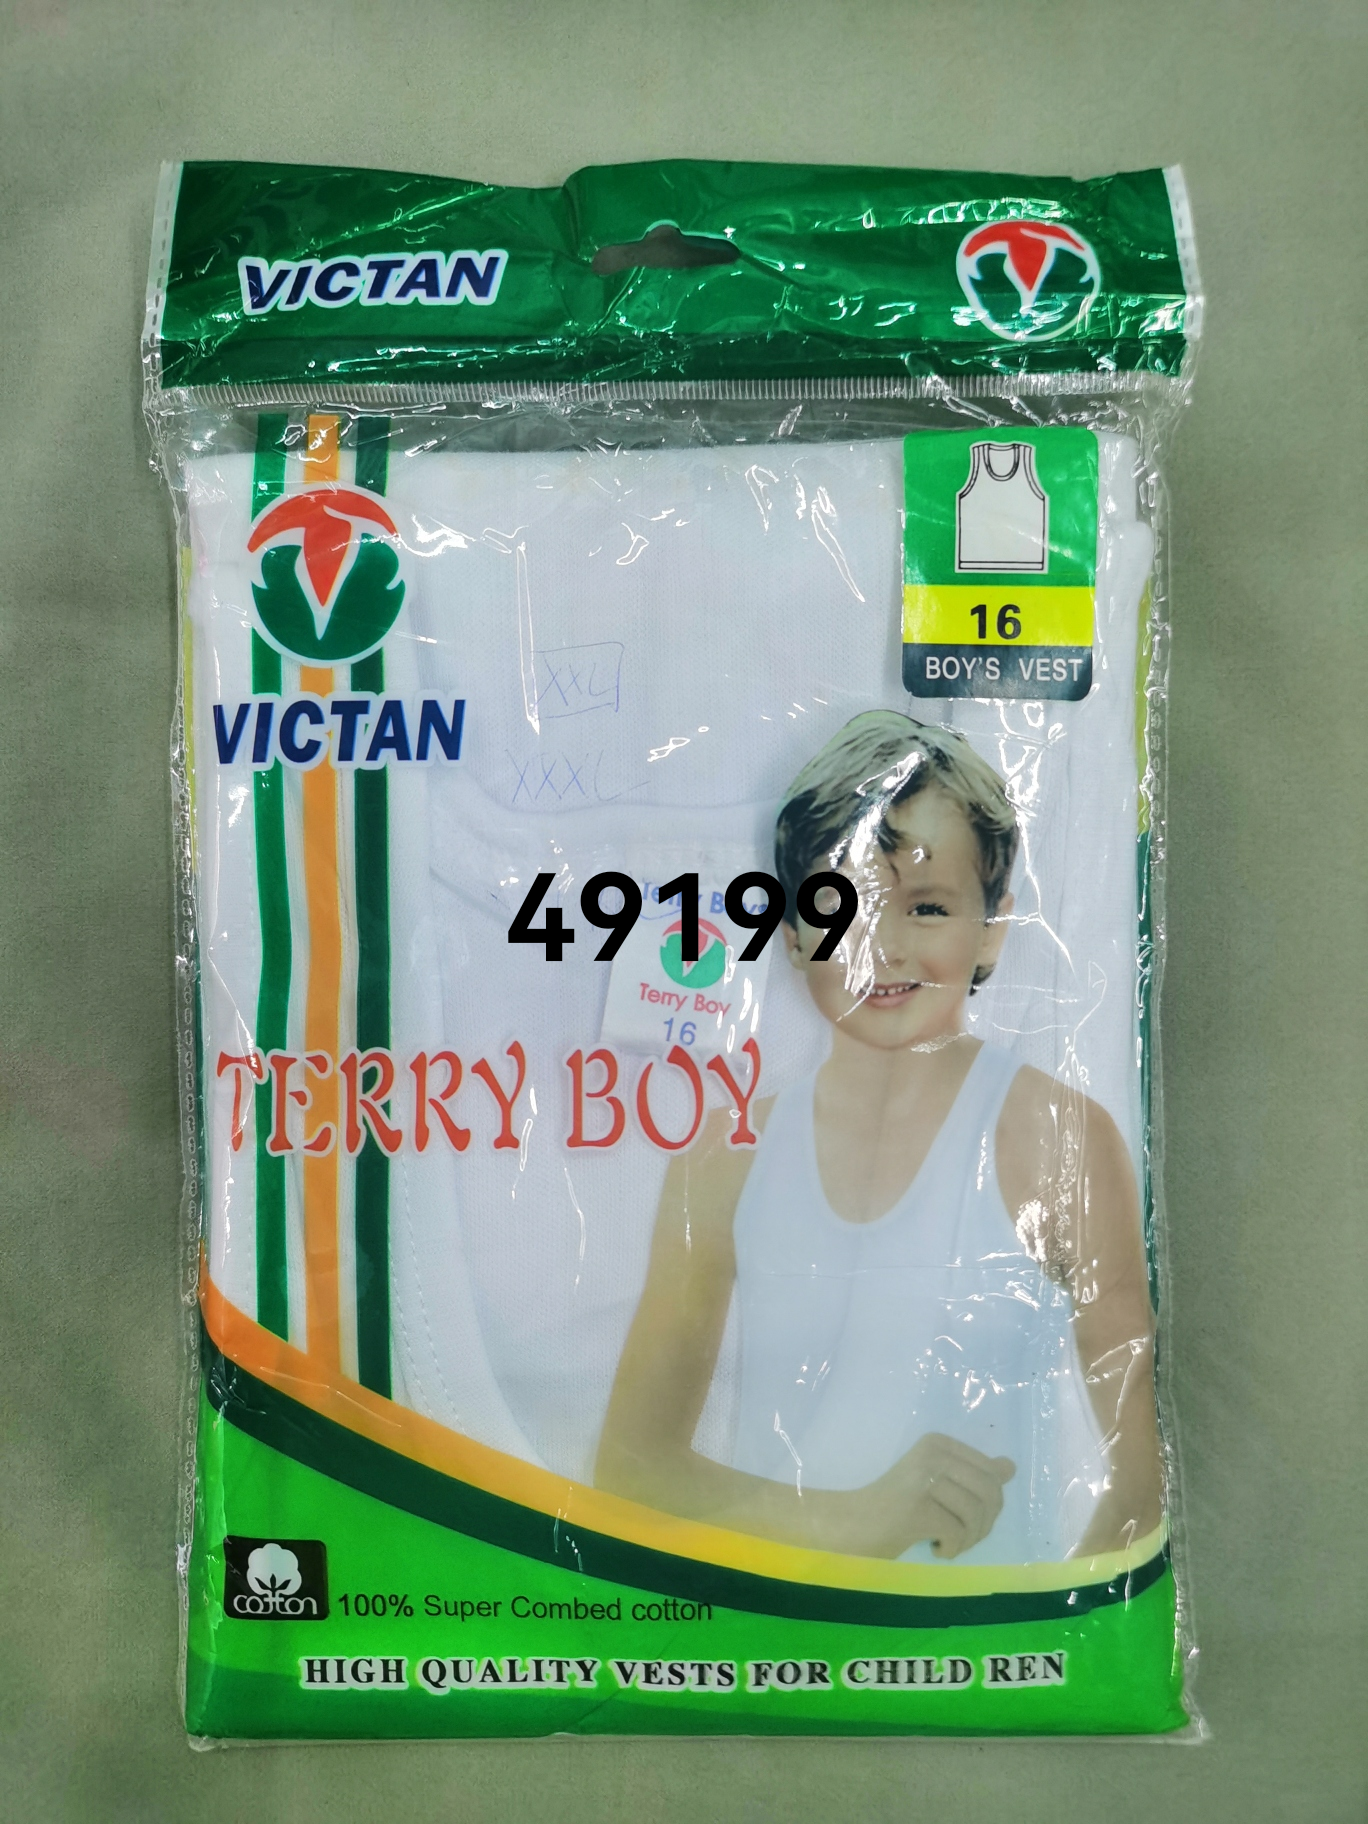 VICTAN
16
BOY'S VEST
VICTAN
XXL
XXXL
49199
Terry Boy
16
TERRY BOY
cotton
100% Super Combed cotton
HIGH QUALITY VESTS FOR CHILD REN